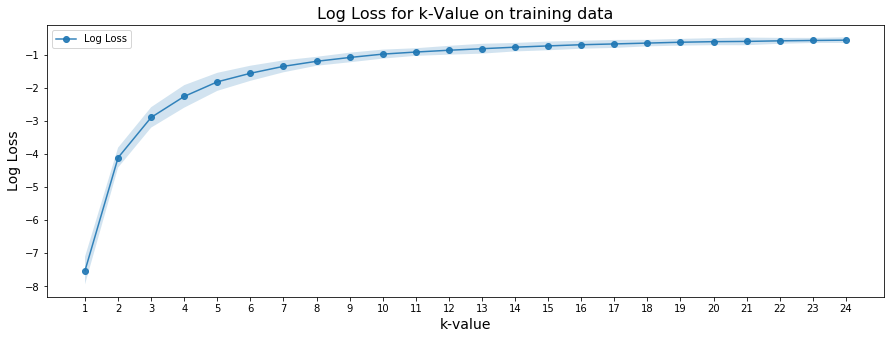 Log Loss for k-Value on training data
Log Loss
Log Loss
−1
−2
−3
−4
−5
−6
−7
−8
1 2 3 4 5 6 7 8 9 10 11 12 13 14 15 16 17 18 19 20 21 22 23 24
k-value